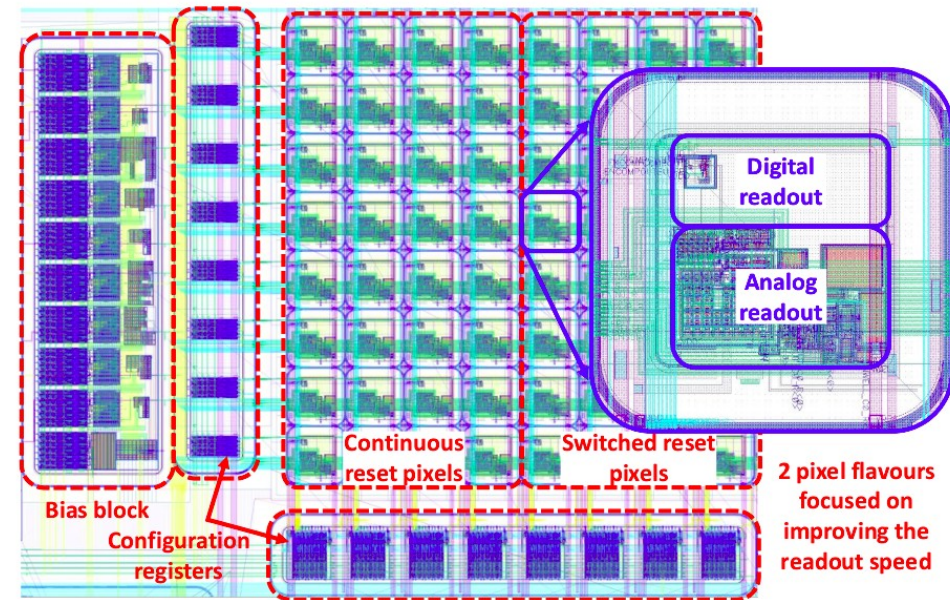 Digital
readout
Analog
readout
Continuous
reset pixels
Switched reset
pixels
Bias block
Configuration
registers
2 pixel flavours
focused on
improving the
readout speed